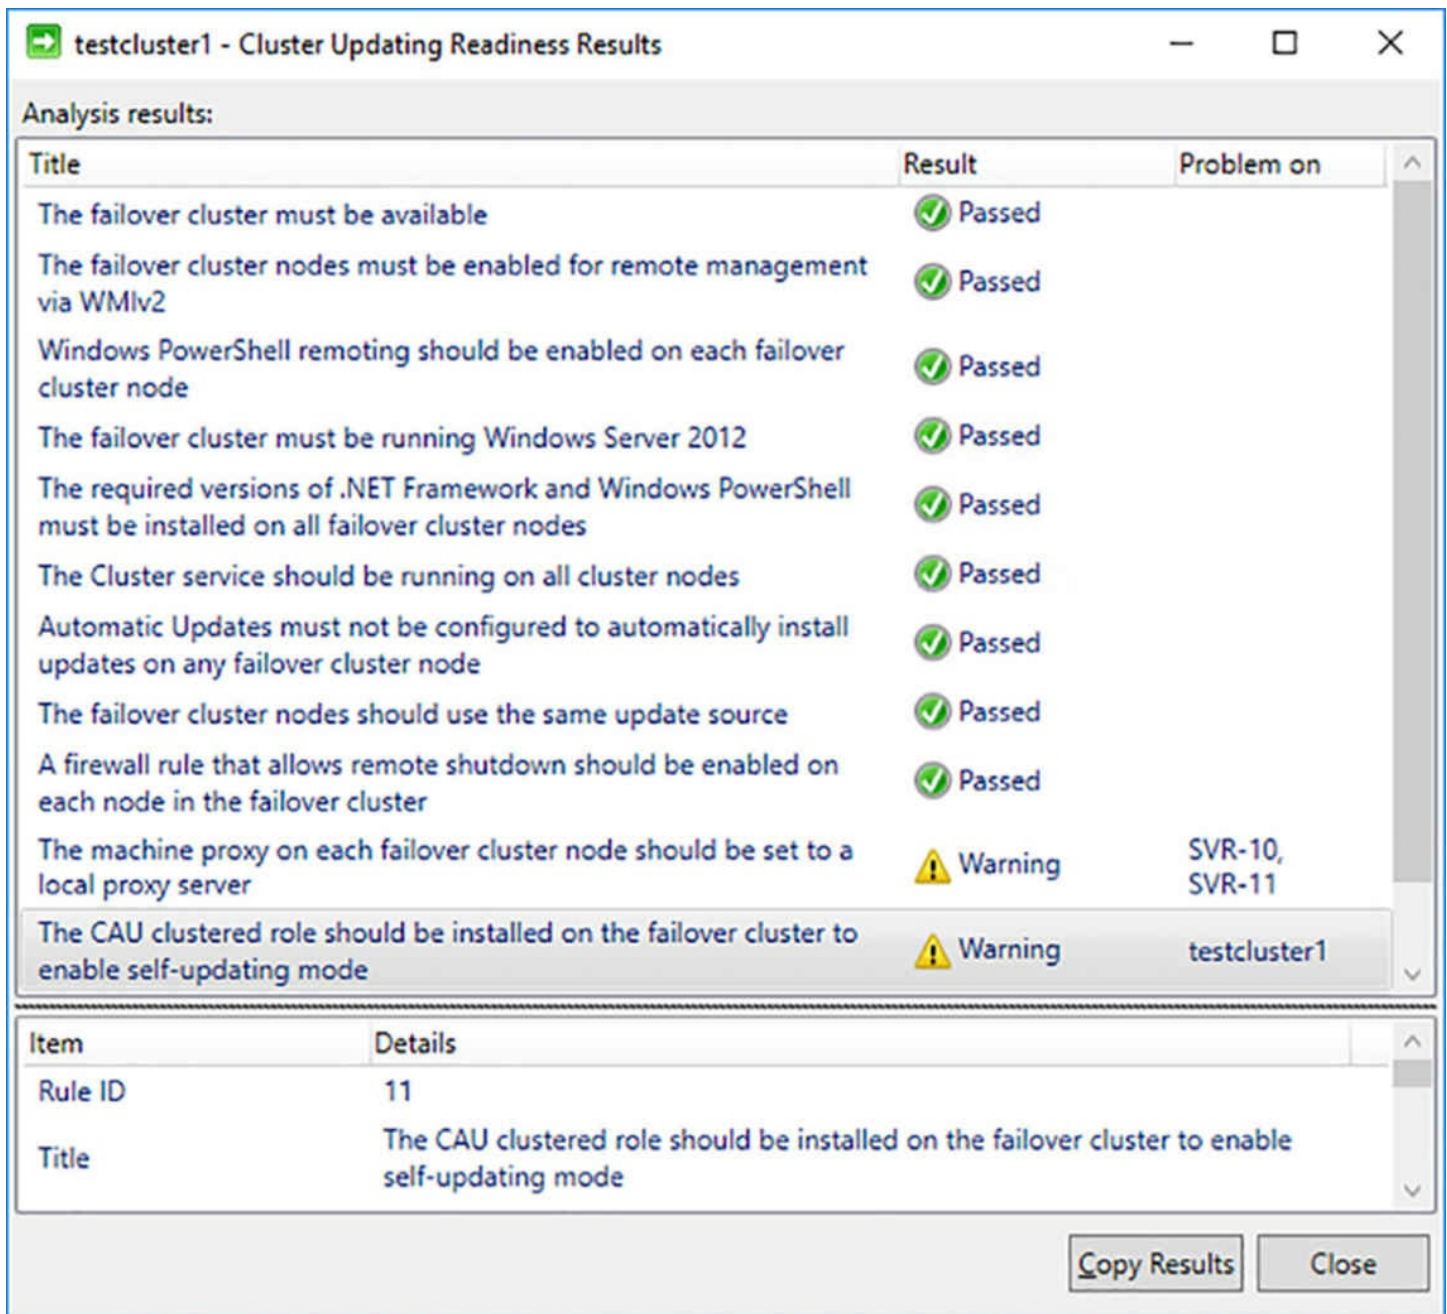 testcluster1 - Cluster Updating Readiness Results
Analysis results:
Title Result Problem on
The failover cluster must be available Passed
The failover cluster nodes must be enabled for remote management
via WMIv2 Passed
Windows PowerShell remoting should be enabled on each failover
cluster node Passed
The failover cluster must be running Windows Server 2012 Passed
The required versions of .NET Framework and Windows PowerShell
must be installed on all failover cluster nodes Passed
The Cluster service should be running on all cluster nodes Passed
Automatic Updates must not be configured to automatically install
updates on any failover cluster node Passed
The failover cluster nodes should use the same update source Passed
A firewall rule that allows remote shutdown should be enabled on
each node in the failover cluster Passed
The machine proxy on each failover cluster node should be set to a
local proxy server Warning SVR-10,
SVR-11
The CAU clustered role should be installed on the failover cluster to
enable self-updating mode Warning testcluster1
Item Details
Rule ID 11
Title The CAU clustered role should be installed on the failover cluster to enable
self-updating mode
Copy Results Close